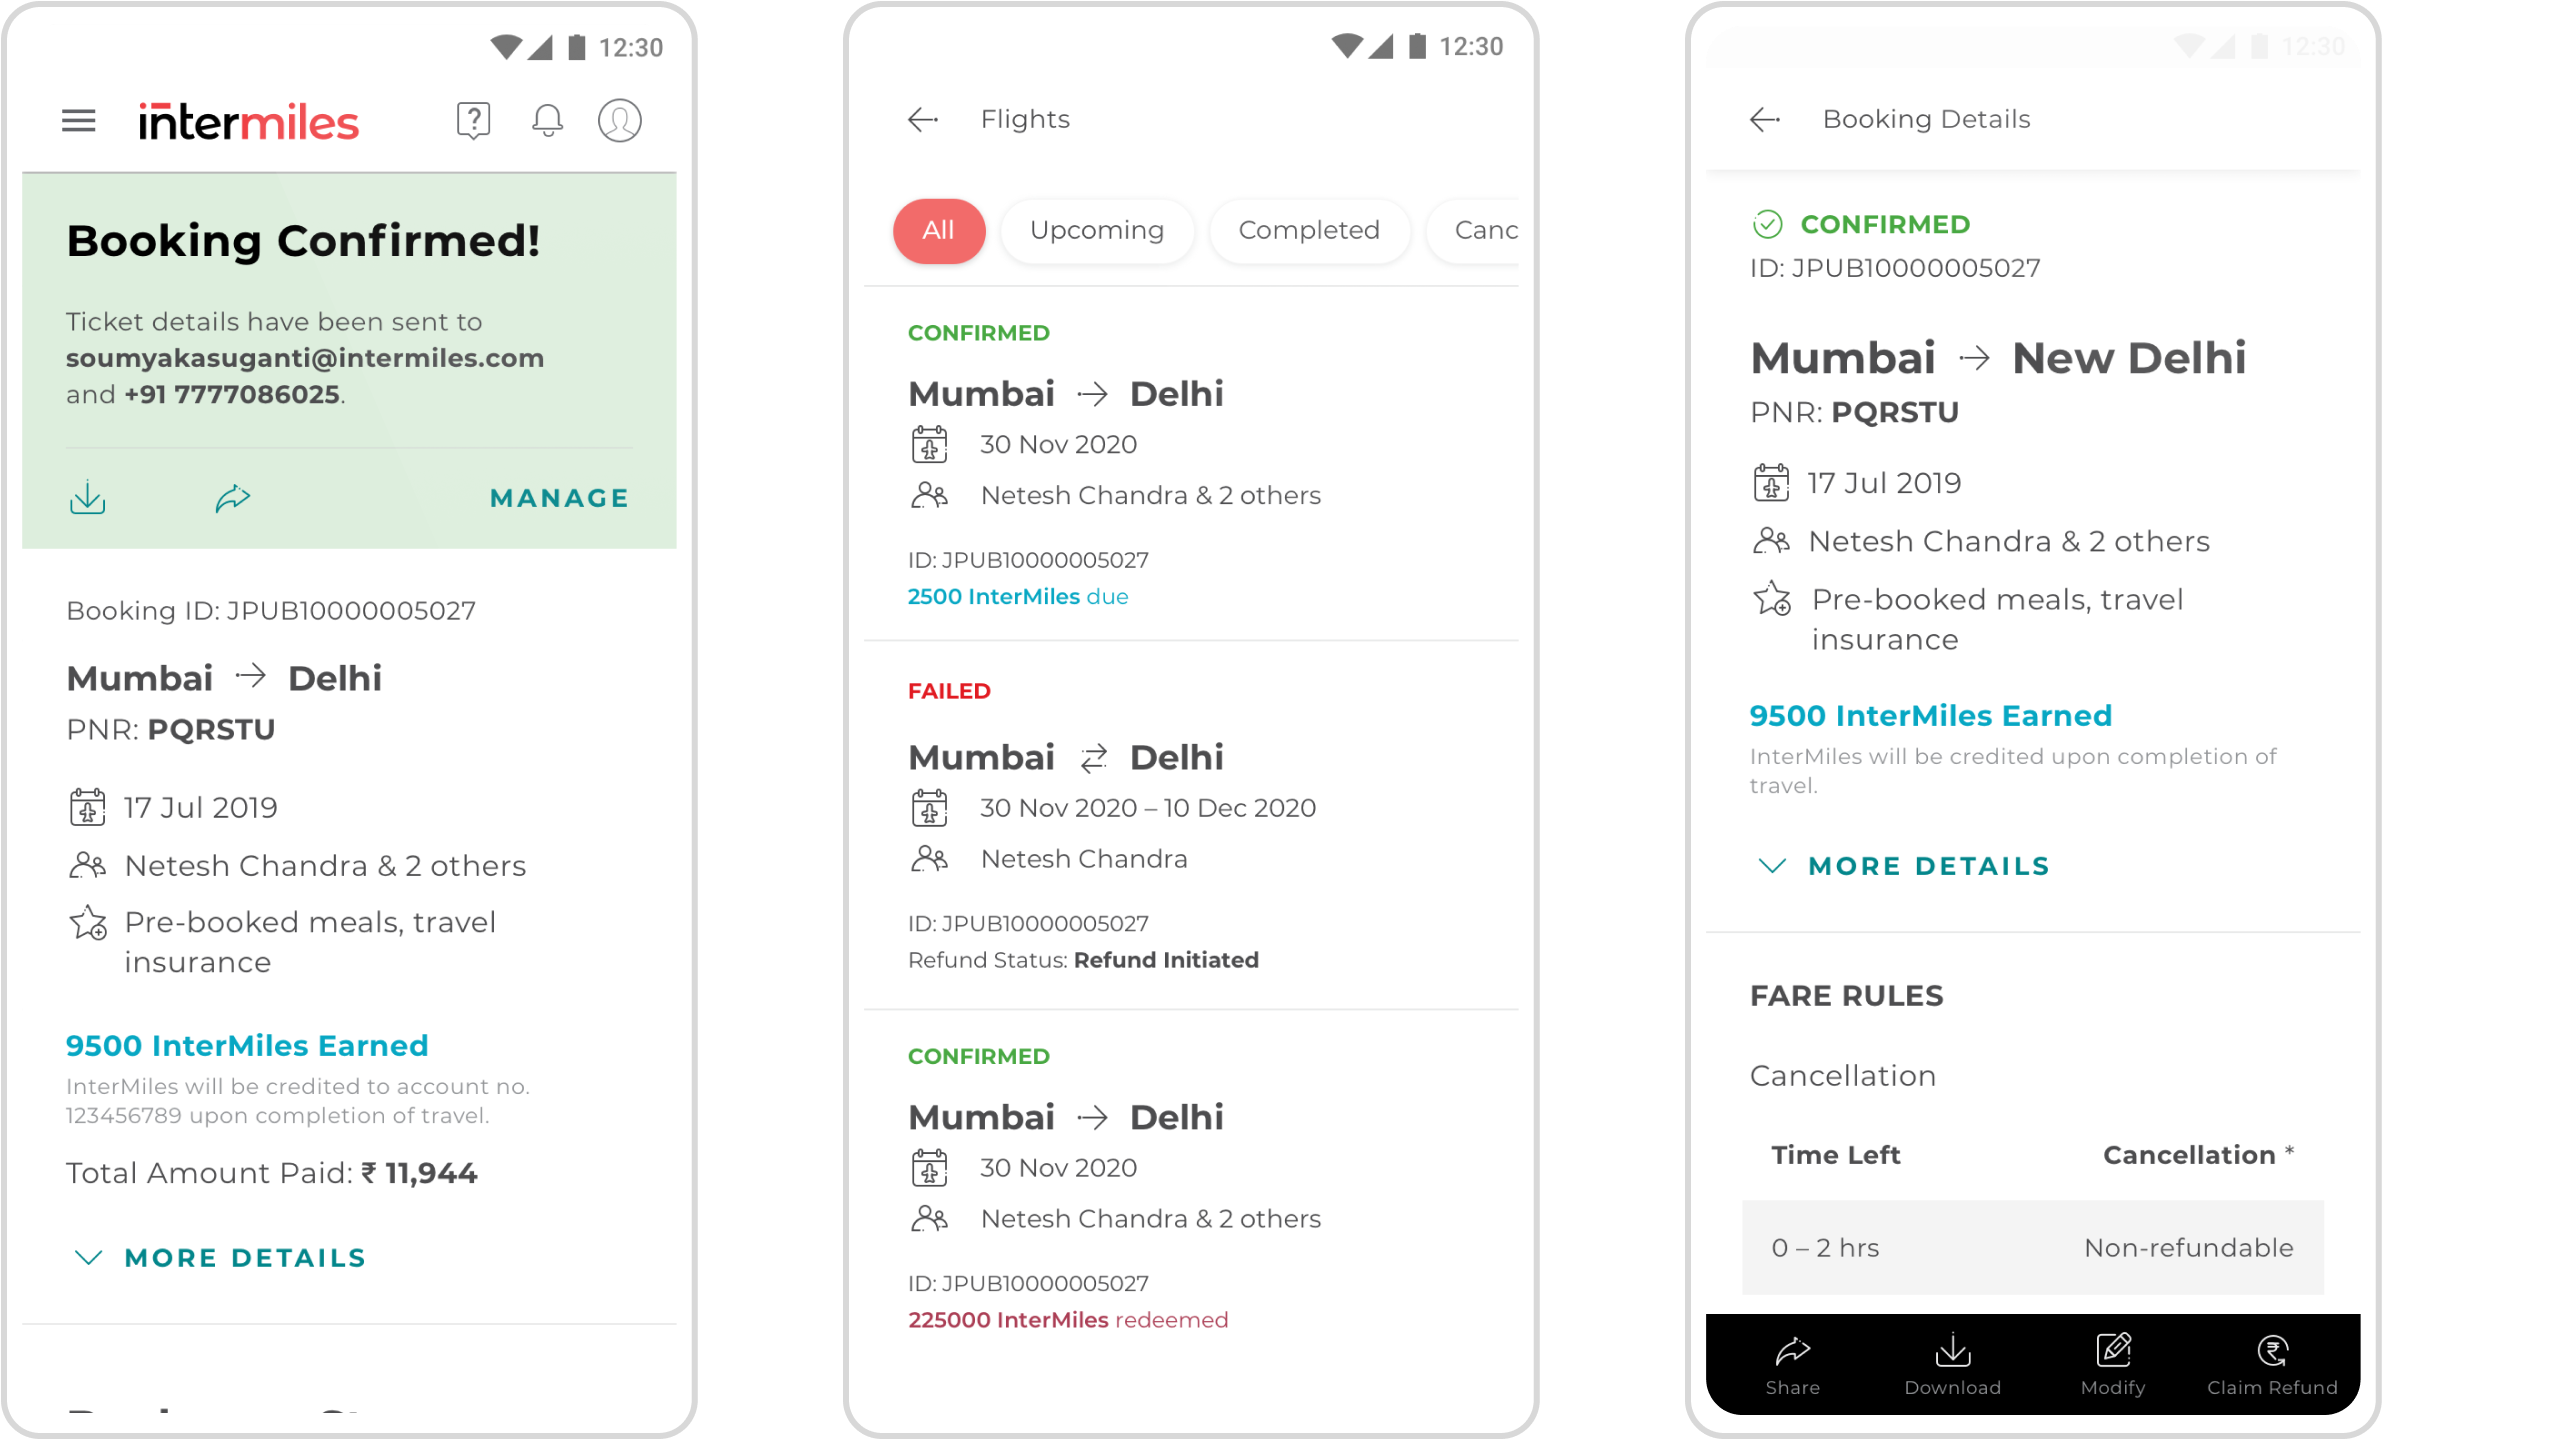 12:30
intermiles
Booking Confirmed!
Ticket details have been sent to
soumyakasuganti@intermiles.com
and +91 7777086025.
MANAGE
Booking ID: JPUB10000005027
Mumbai → Delhi
PNR: PQRSTU
17 Jul 2019
Netesh Chandra & 2 others
Pre-booked meals, travel
insurance
9500 InterMiles Earned
InterMiles will be credited to account no.
123456789 upon completion of travel.
Total Amount Paid: ₹ 11,944
MORE DETAILS
12:30
Flights
All Upcoming Completed Canc
CONFIRMED
Mumbai → Delhi
30 Nov 2020
Netesh Chandra & 2 others
ID: JPUB10000005027
2500 InterMiles due
FAILED
Mumbai ⇄ Delhi
30 Nov 2020 – 10 Dec 2020
Netesh Chandra
ID: JPUB10000005027
Refund Status: Refund Initiated
CONFIRMED
Mumbai → Delhi
30 Nov 2020
Netesh Chandra & 2 others
ID: JPUB10000005027
225000 InterMiles redeemed
12:30
Booking Details
CONFIRMED
ID: JPUB10000005027
Mumbai → New Delhi
PNR: PQRSTU
17 Jul 2019
Netesh Chandra & 2 others
Pre-booked meals, travel
insurance
9500 InterMiles Earned
InterMiles will be credited upon completion of
travel.
MORE DETAILS
FARE RULES
Cancellation
Time Left Cancellation *
0 – 2 hrs Non-refundable
Share Download Modify Claim Refund